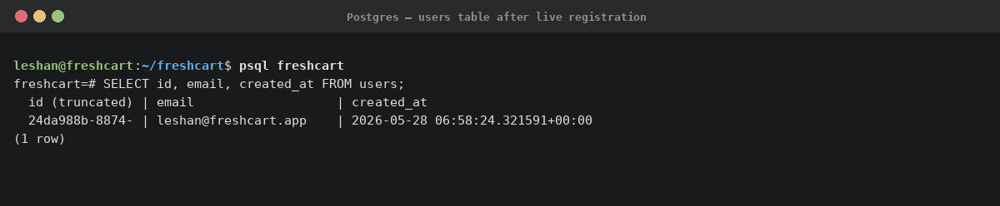 Postgres — users table after live registration
leshan@freshcart:~/freshcart$ psql freshcart
freshcart=# SELECT id, email, created_at FROM users;
  id (truncated) | email                   | created_at
  24da988b-8874- | leshan@freshcart.app    | 2026-05-28 06:58:24.321591+00:00
(1 row)